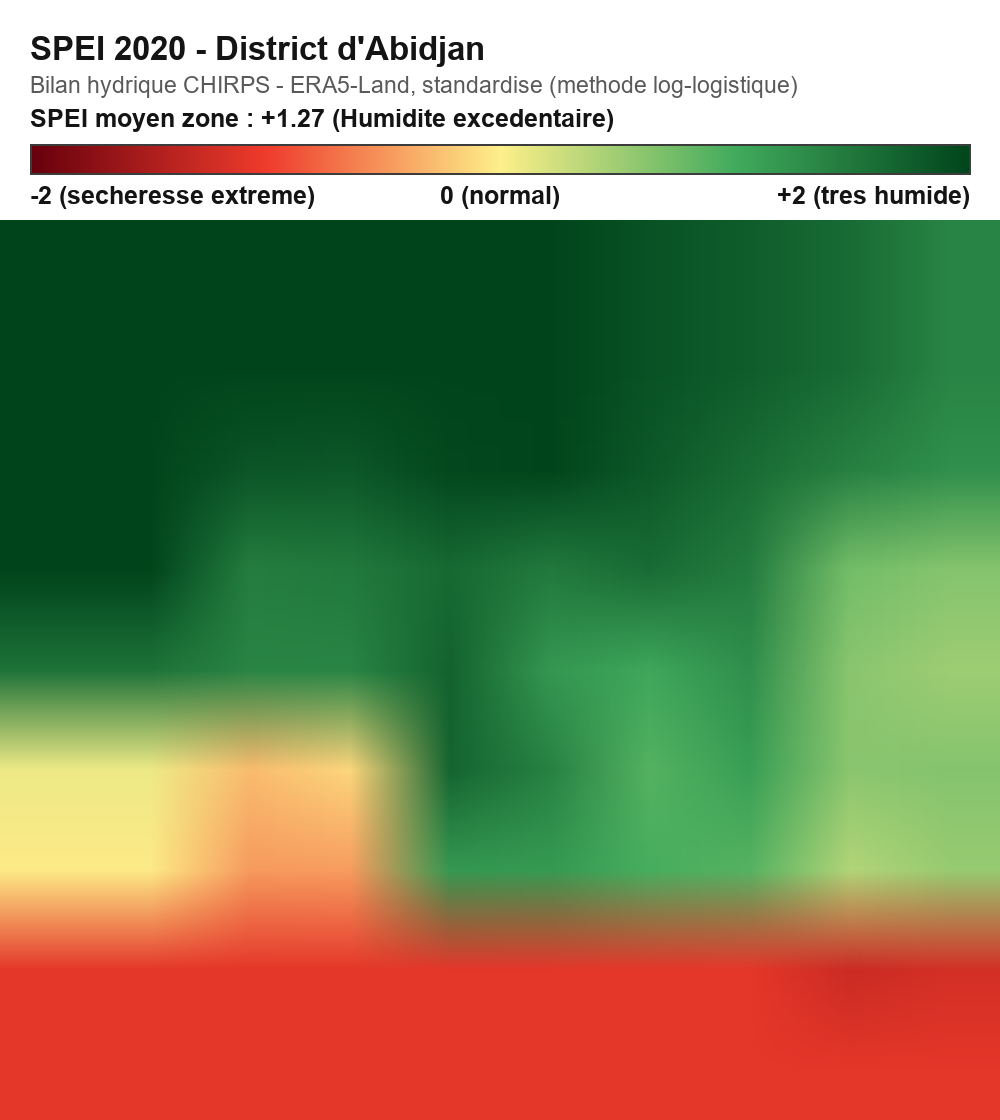 SPEI 2020 - District d'Abidjan
Bilan hydrique CHIRPS - ERA5-Land, standardise (methode log-logistique)
SPEI moyen zone : +1.27 (Humidite excedentaire)
-2 (secheresse extreme) 0 (normal) +2 (tres humide)